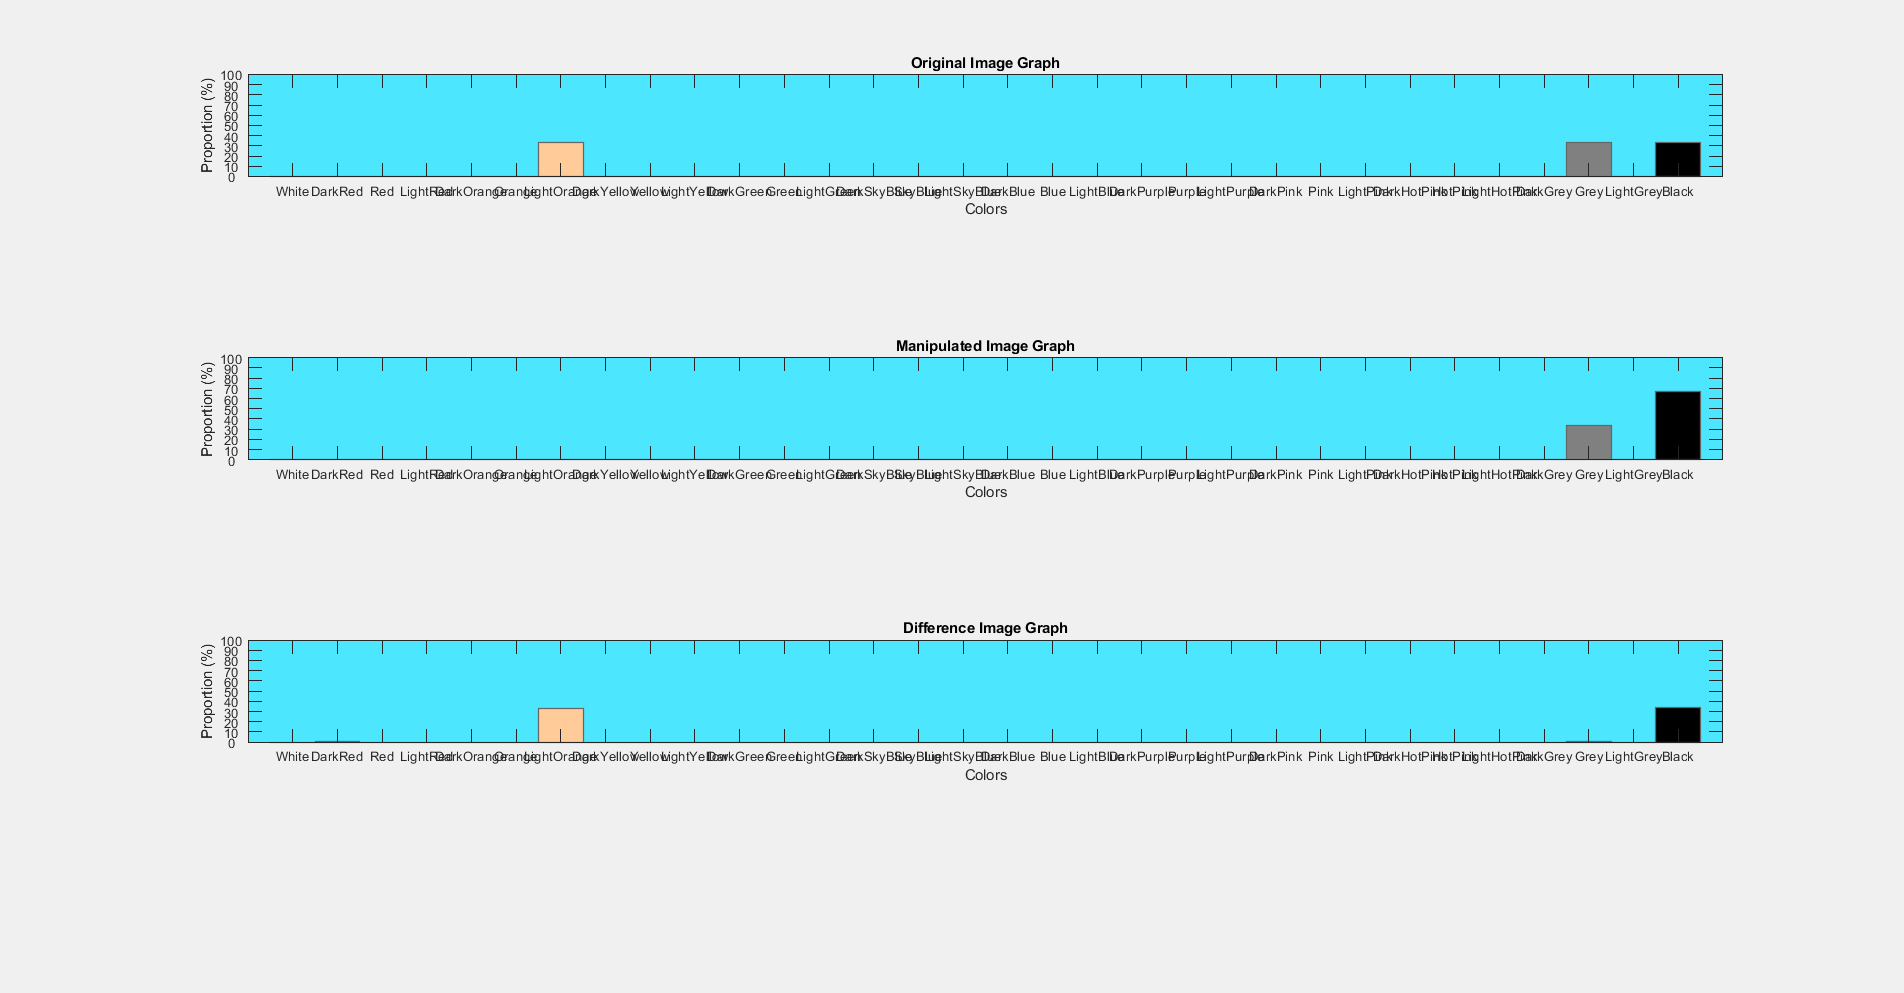 Original Image Graph
Proportion (%)
100
90
80
70
60
50
40
30
20
10
0
White DarkRed Red LightRed DarkOrange Orange LightOrange DarkYellow Yellow LightYellow DarkGreen Green LightGreen DarkSkyBlue SkyBlue LightSkyBlue DarkBlue Blue LightBlue DarkPurple Purple LightPurple DarkPink Pink LightPink DarkHotPink HotPink LightHotPink DarkGrey Grey LightGrey Black
Colors
Manipulated Image Graph
Proportion (%)
100
90
80
70
60
50
40
30
20
10
0
White DarkRed Red LightRed DarkOrange Orange LightOrange DarkYellow Yellow LightYellow DarkGreen Green LightGreen DarkSkyBlue SkyBlue LightSkyBlue DarkBlue Blue LightBlue DarkPurple Purple LightPurple DarkPink Pink LightPink DarkHotPink HotPink LightHotPink DarkGrey Grey LightGrey Black
Colors
Difference Image Graph
Proportion (%)
100
90
80
70
60
50
40
30
20
10
0
White DarkRed Red LightRed DarkOrange Orange LightOrange DarkYellow Yellow LightYellow DarkGreen Green LightGreen DarkSkyBlue SkyBlue LightSkyBlue DarkBlue Blue LightBlue DarkPurple Purple LightPurple DarkPink Pink LightPink DarkHotPink HotPink LightHotPink DarkGrey Grey LightGrey Black
Colors